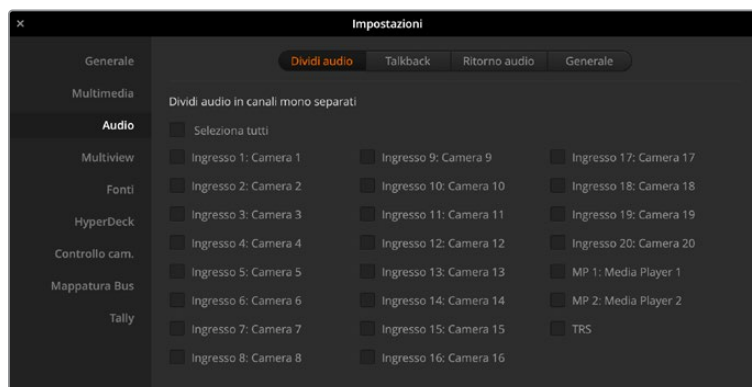 × Impostazioni
Generale
Multimedia
Audio
Multiview
Fonti
HyperDeck
Controllo cam.
Mappatura Bus
Tally
Dividi audio Talkback Ritorno audio Generale
Dividi audio in canali mono separati
Seleziona tutti
Ingresso 1: Camera 1 Ingresso 9: Camera 9 Ingresso 17: Camera 17
Ingresso 2: Camera 2 Ingresso 10: Camera 10 Ingresso 18: Camera 18
Ingresso 3: Camera 3 Ingresso 11: Camera 11 Ingresso 19: Camera 19
Ingresso 4: Camera 4 Ingresso 12: Camera 12 Ingresso 20: Camera 20
Ingresso 5: Camera 5 Ingresso 13: Camera 13 MP 1: Media Player 1
Ingresso 6: Camera 6 Ingresso 14: Camera 14 MP 2: Media Player 2
Ingresso 7: Camera 7 Ingresso 15: Camera 15 TRS
Ingresso 8: Camera 8 Ingresso 16: Camera 16